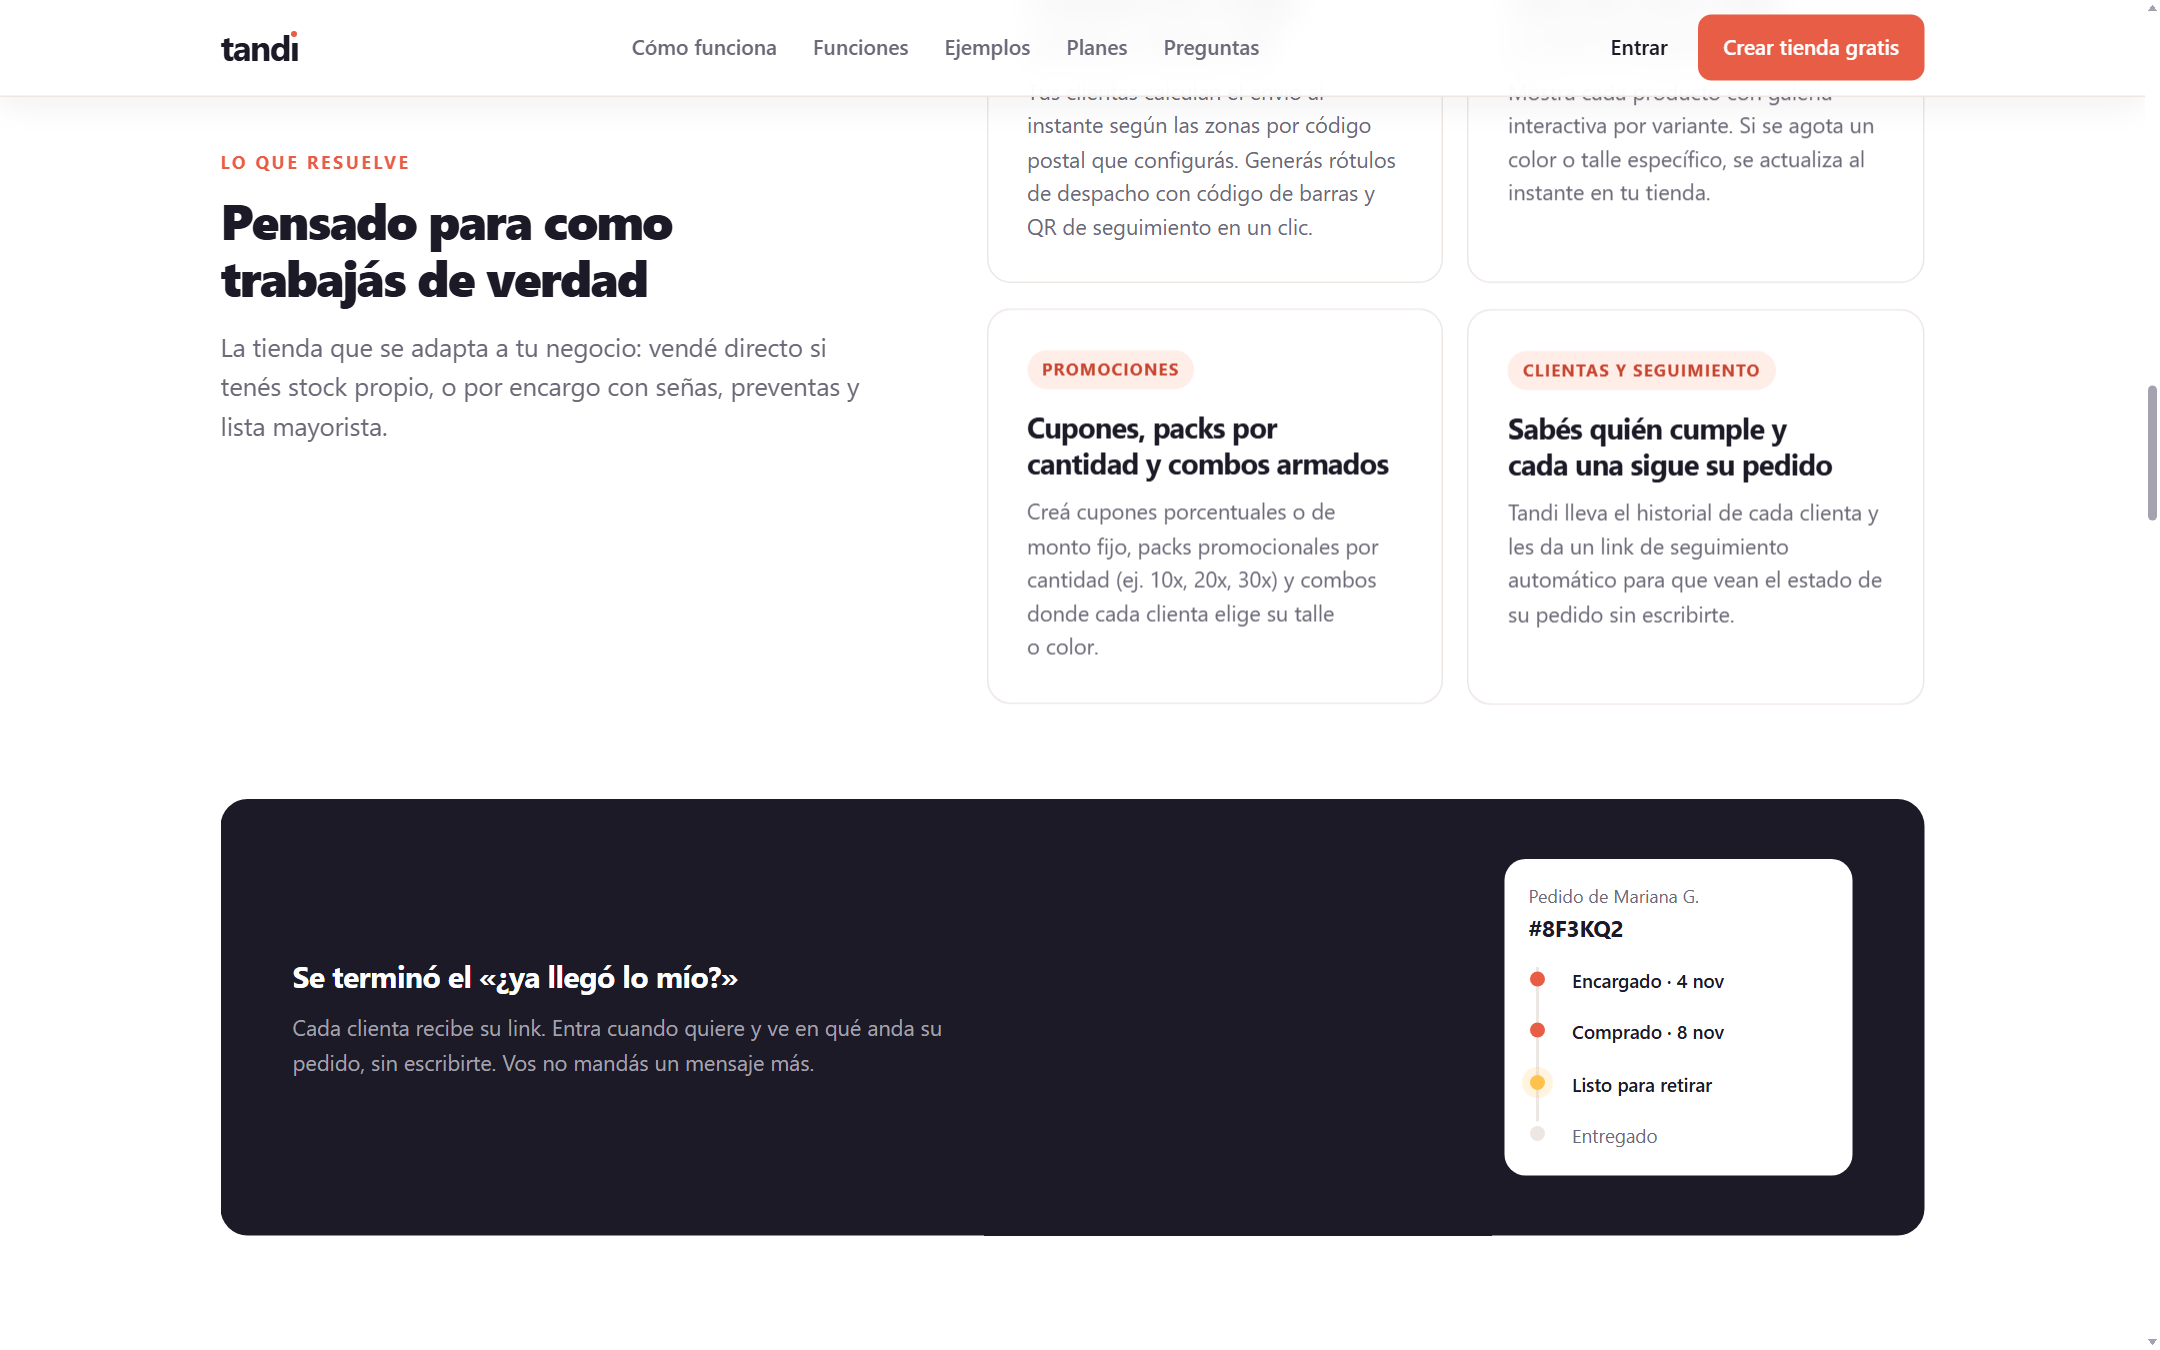 tandi
Cómo funciona
Funciones
Ejemplos
Planes
Preguntas
Entrar
Crear tienda gratis
LO QUE RESUELVE
Pensado para como
trabajás de verdad
La tienda que se adapta a tu negocio: vendé directo si
tenés stock propio, o por encargo con señas, preventas y
lista mayorista.
instante según las zonas por código
postal que configurás. Generás rótulos
de despacho con código de barras y
QR de seguimiento en un clic.
interactiva por variante. Si se agota un
color o talle específico, se actualiza al
instante en tu tienda.
PROMOCIONES
Cupones, packs por
cantidad y combos armados
Creá cupones porcentuales o de
monto fijo, packs promocionales por
cantidad (ej. 10x, 20x, 30x) y combos
donde cada clienta elige su talle
o color.
CLIENTAS Y SEGUIMIENTO
Sabés quién cumple y
cada una sigue su pedido
Tandi lleva el historial de cada clienta y
les da un link de seguimiento
automático para que vean el estado de
su pedido sin escribirte.
Se terminó el «¿ya llegó lo mío?»
Cada clienta recibe su link. Entra cuando quiere y ve en qué anda su
pedido, sin escribirte. Vos no mandás un mensaje más.
Pedido de Mariana G.
#8F3KQ2
Encargado · 4 nov
Comprado · 8 nov
Listo para retirar
Entregado